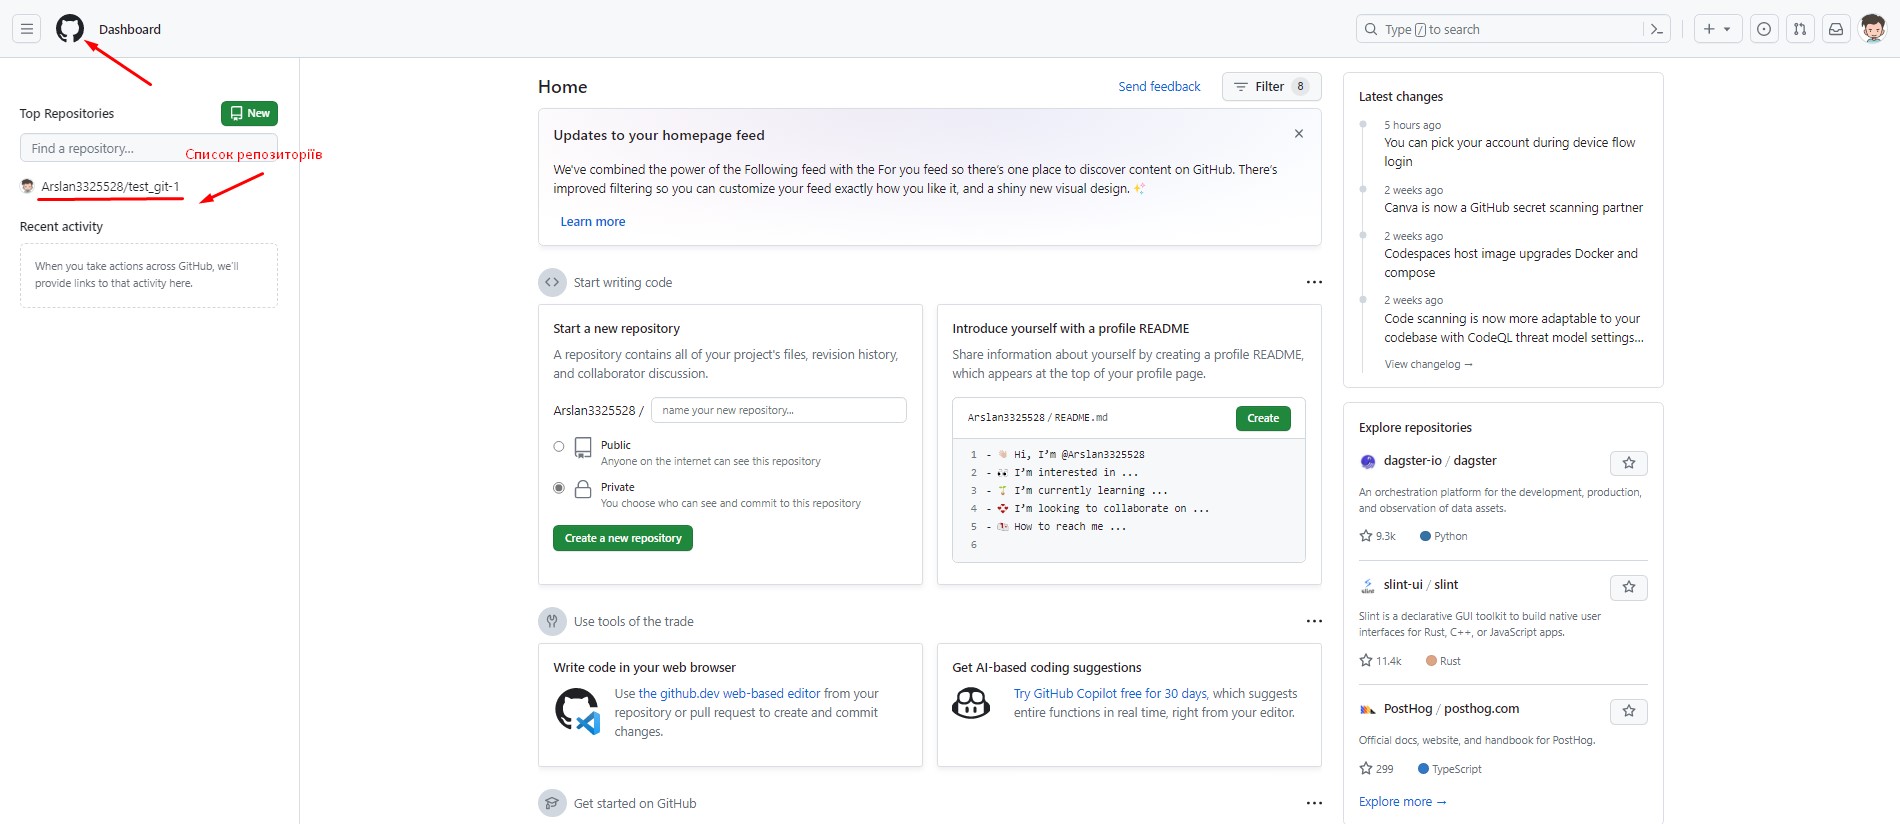 Dashboard
Type / to search
Top Repositories
New
Find a repository...
Список репозиторіїв
Arslan3325528/test_git-1
Recent activity
When you take actions across GitHub, we'll
provide links to that activity here.
Home
Send feedback
Filter 8
Updates to your homepage feed
We've combined the power of the Following feed with the For you feed so there's one place to discover content on GitHub. There's
improved filtering so you can customize your feed exactly how you like it, and a shiny new visual design. ✨
Learn more
Start writing code
Start a new repository
A repository contains all of your project's files, revision history,
and collaborator discussion.
Arslan3325528 /
name your new repository...
Public
Anyone on the internet can see this repository
Private
You choose who can see and commit to this repository
Create a new repository
Introduce yourself with a profile README
Share information about yourself by creating a profile README,
which appears at the top of your profile page.
Arslan3325528 / README.md
Create
1 - 👋 Hi, I'm @Arslan3325528
2 - 👀 I'm interested in ...
3 - 🌱 I'm currently learning ...
4 - 💞️ I'm looking to collaborate on ...
5 - 📫 How to reach me ...
6
Use tools of the trade
Write code in your web browser
Use the github.dev web-based editor from your
repository or pull request to create and commit
changes.
Get AI-based coding suggestions
Try GitHub Copilot free for 30 days, which suggests
entire functions in real time, right from your editor.
Get started on GitHub
Latest changes
5 hours ago
You can pick your account during device flow
login
2 weeks ago
Canva is now a GitHub secret scanning partner
2 weeks ago
Codespaces host image upgrades Docker and
compose
2 weeks ago
Code scanning is now more adaptable to your
codebase with CodeQL threat model settings...
View changelog →
Explore repositories
dagster-io / dagster
An orchestration platform for the development, production,
and observation of data assets.
9.3k Python
slint-ui / slint
slint
Slint is a declarative GUI toolkit to build native user
interfaces for Rust, C++, or JavaScript apps.
11.4k Rust
PostHog / posthog.com
Official docs, website, and handbook for PostHog.
299 TypeScript
Explore more →